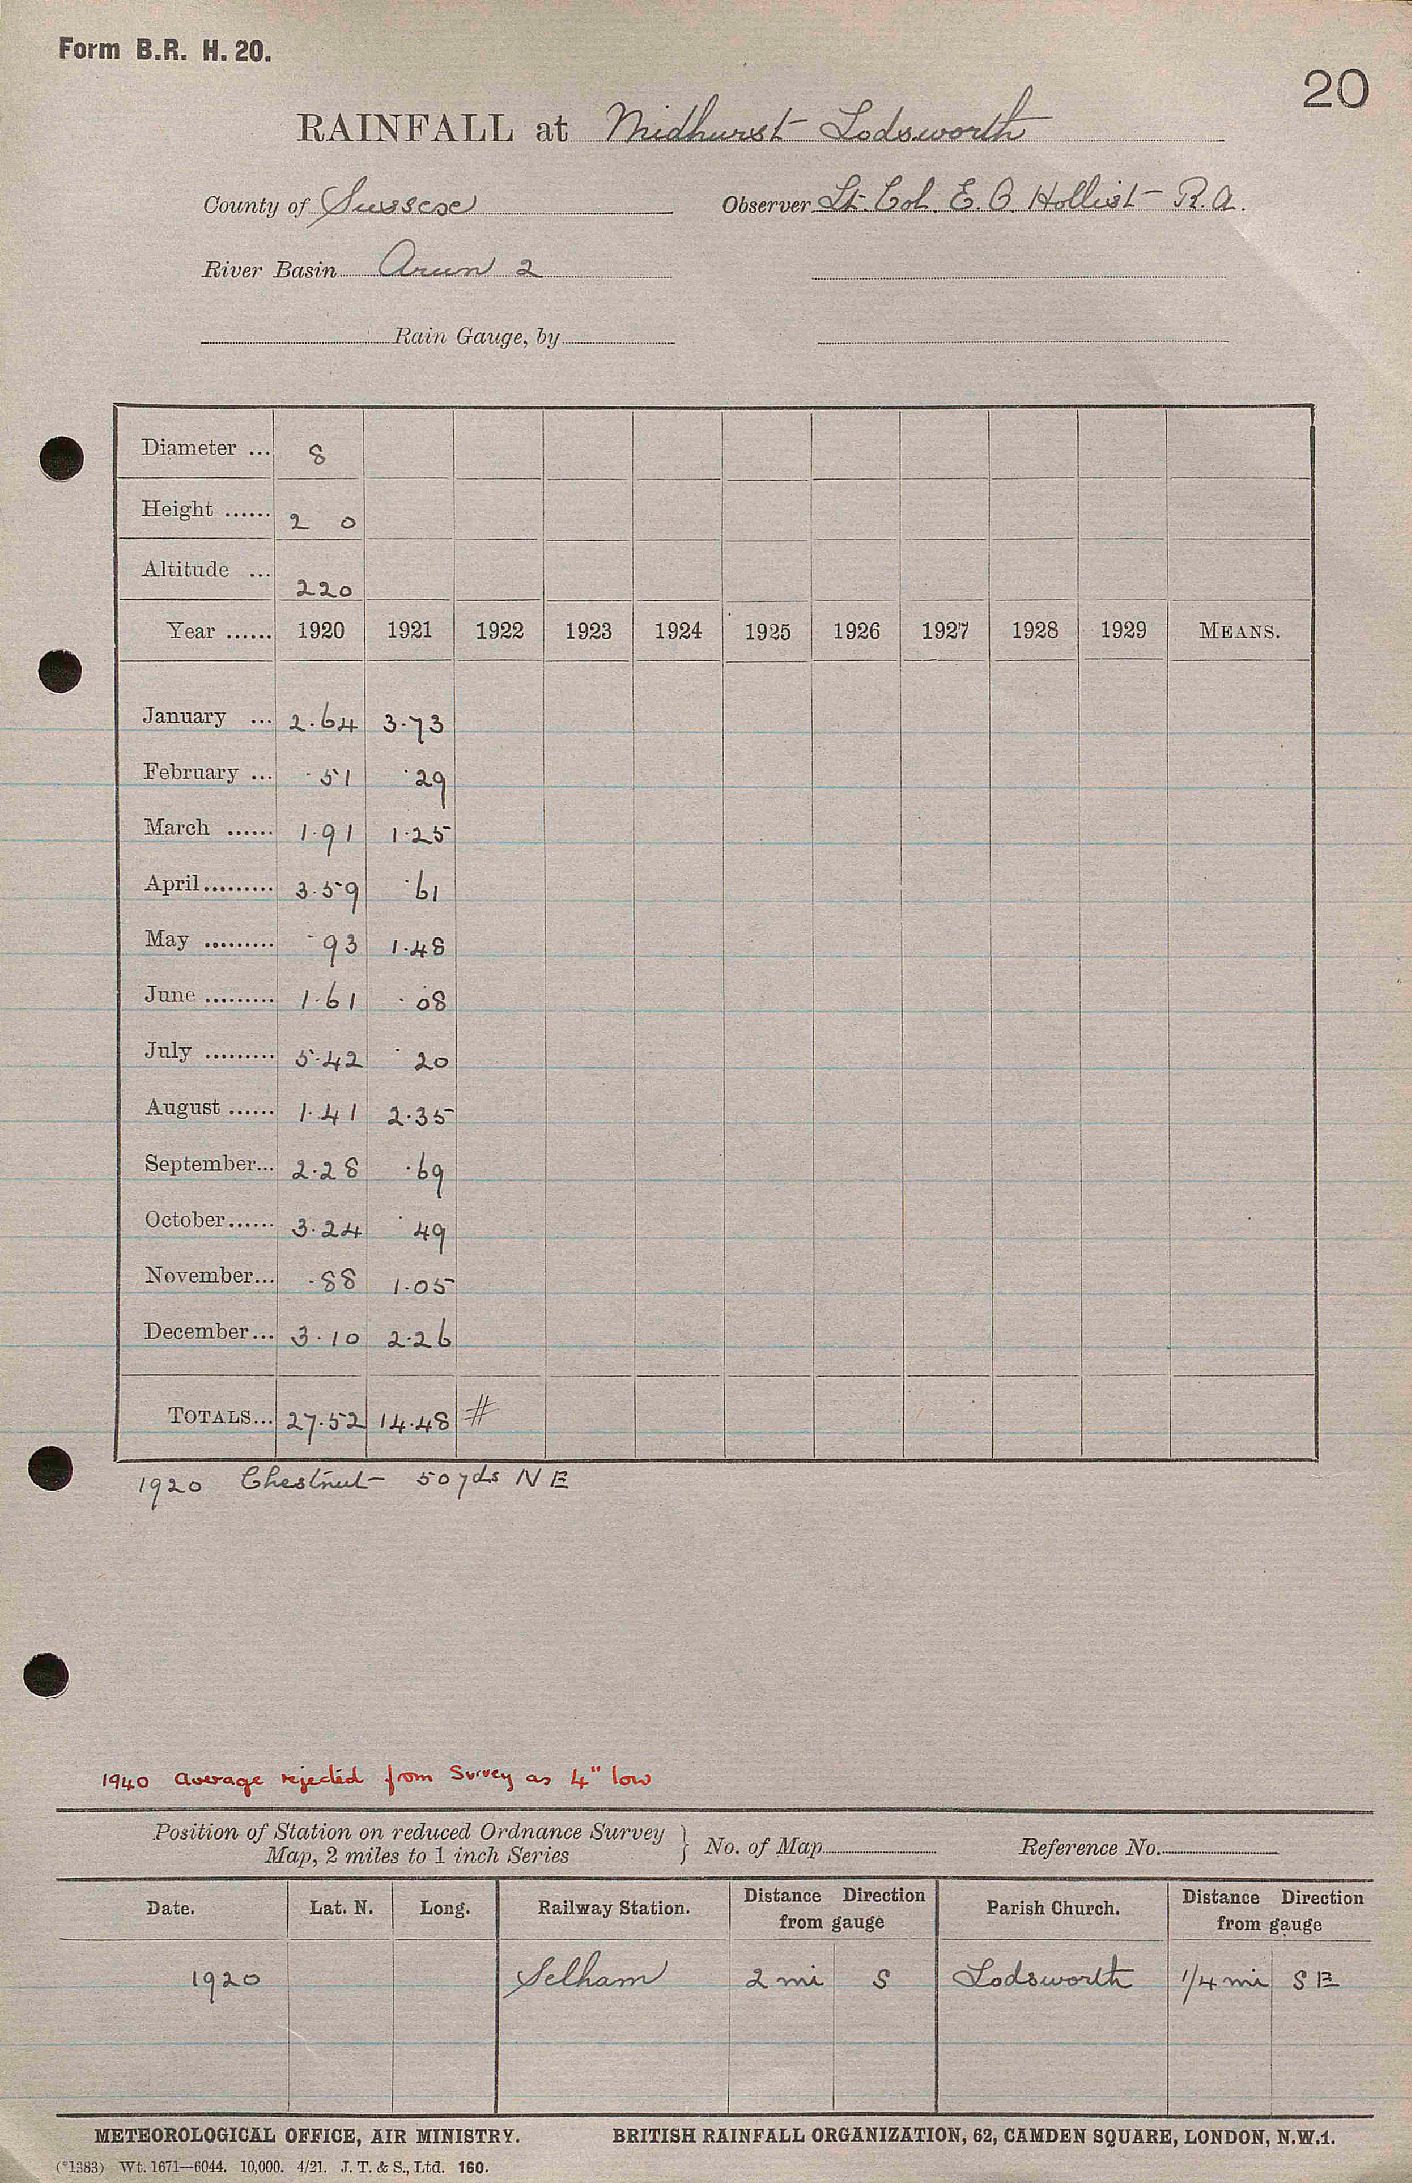 Form B.R. H. 20.
20
RAINFALL at Midhurst Lodsworth
County of Sussex Observer Lt. Col. E. O. Hollist R.A.
River Basin Arun 2
Rain Gauge, by
Diameter ... 8
Height ...... 2 0
Altitude ... 220
Year ...... 1920 1921 1922 1923 1924 1925 1926 1927 1928 1929 MEANS.
January ... 2.64 3.73
February ... .51 .29
March ...... 1.91 1.25
April ......... 3.59 .61
May ......... .93 1.48
June ......... 1.61 .08
July ......... 5.42 .20
August ...... 1.41 2.35
September... 2.28 .69
October...... 3.24 .49
November... .88 1.05
December... 3.10 2.26
TOTALS... 27.52 14.48 #
1920 Chestnut 50 yds N E
1940 Average rejected from Survey as 4" low
Position of Station on reduced Ordnance Survey
Map, 2 miles to 1 inch Series } No. of Map Reference No.
Date. Lat. N. Long. Railway Station. Distance Direction from gauge Parish Church. Distance Direction from gauge
1920 Selham 2 mi S Lodsworth 1/4 mi S E
METEOROLOGICAL OFFICE, AIR MINISTRY. BRITISH RAINFALL ORGANIZATION, 62, CAMDEN SQUARE, LONDON, N.W.1.
(*1383) Wt. 1671—6044. 10,000. 4/21. J. T. & S., Ltd. 160.